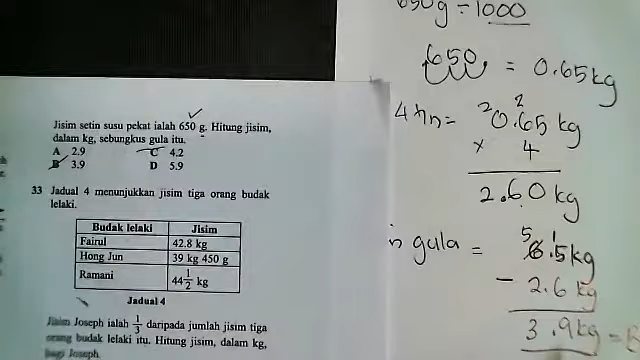 650g ÷ 1000
650 = 0.65kg
4 tin = 0.65 kg
× 4
2.60 kg
gula = 6.5kg
- 2.6 kg
3.9kg =
Jisim setin susu pekat ialah 650 g. Hitung jisim,
dalam kg, sebungkus gula itu.
A 2.9 C 4.2
B 3.9 D 5.9
33 Jadual 4 menunjukkan jisim tiga orang budak
lelaki.
Budak lelaki Jisim
Fairul 42.8 kg
Hong Jun 39 kg 450 g
Ramani 44 1/2 kg
Jadual 4
Jisim Joseph ialah 1/3 daripada jumlah jisim tiga
orang budak lelaki itu. Hitung jisim, dalam kg,
bagi Joseph.